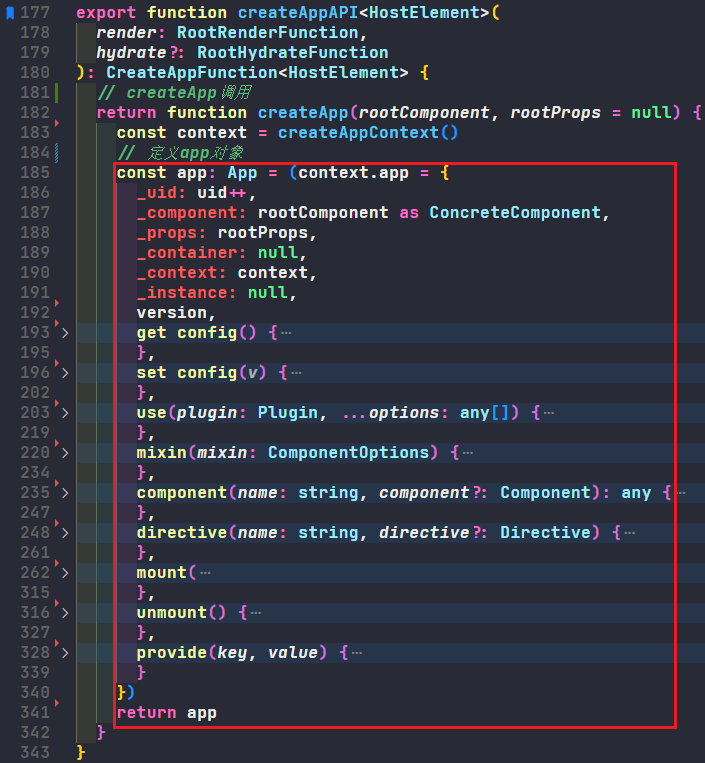 177 export function createAppAPI<HostElement>(
178 render: RootRenderFunction,
179 hydrate?: RootHydrateFunction
180 ): CreateAppFunction<HostElement> {
181 // createApp调用
182 return function createApp(rootComponent, rootProps = null) {
183 const context = createAppContext()
184 // 定义app对象
185 const app: App = (context.app = {
186 _uid: uid++,
187 _component: rootComponent as ConcreteComponent,
188 _props: rootProps,
189 _container: null,
190 _context: context,
191 _instance: null,
192 version,
193 get config() {…
195 },
196 set config(v) {…
202 },
203 use(plugin: Plugin, ...options: any[]) {…
219 },
220 mixin(mixin: ComponentOptions) {…
234 },
235 component(name: string, component?: Component): any {…
247 },
248 directive(name: string, directive?: Directive) {…
261 },
262 mount(…
315 },
316 unmount() {…
327 },
328 provide(key, value) {…
339 }
340 })
341 return app
342 }
343 }